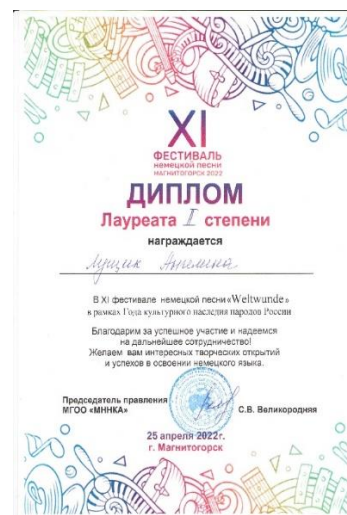 XI
ФЕСТИВАЛЬ
немецкой песни
МАГНИТОГОРСК 2022
ДИПЛОМ
Лауреата I степени
награждается
Лущик Ангелина
В XI фестивале немецкой песни «Weltwunde»
в рамках Года культурного наследия народов России
Благодарим за успешное участие и надеемся
на дальнейшее сотрудничество!
Желаем вам интересных творческих открытий
и успехов в освоении немецкого языка.
Председатель правления
МГОО «МННКА»
С.В. Великородняя
25 апреля 2022г.
г. Магнитогорск